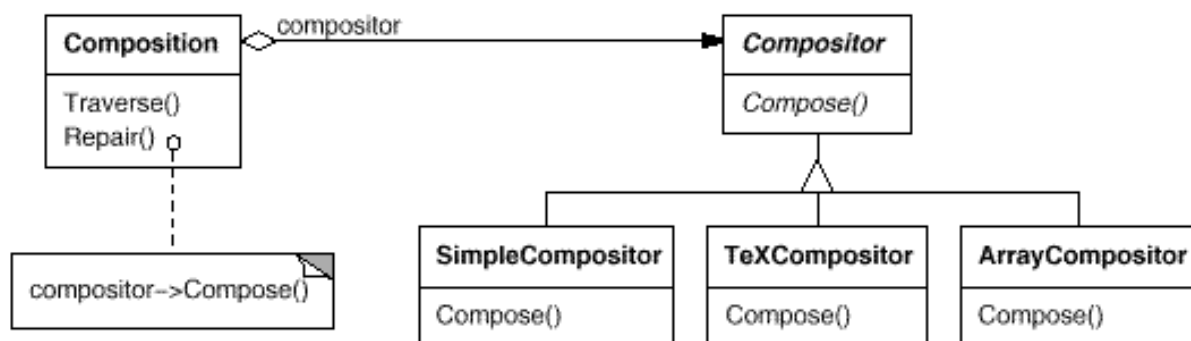 Composition
Traverse()
Repair()
compositor
Compositor
Compose()
compositor->Compose()
SimpleCompositor
Compose()
TeXCompositor
Compose()
ArrayCompositor
Compose()